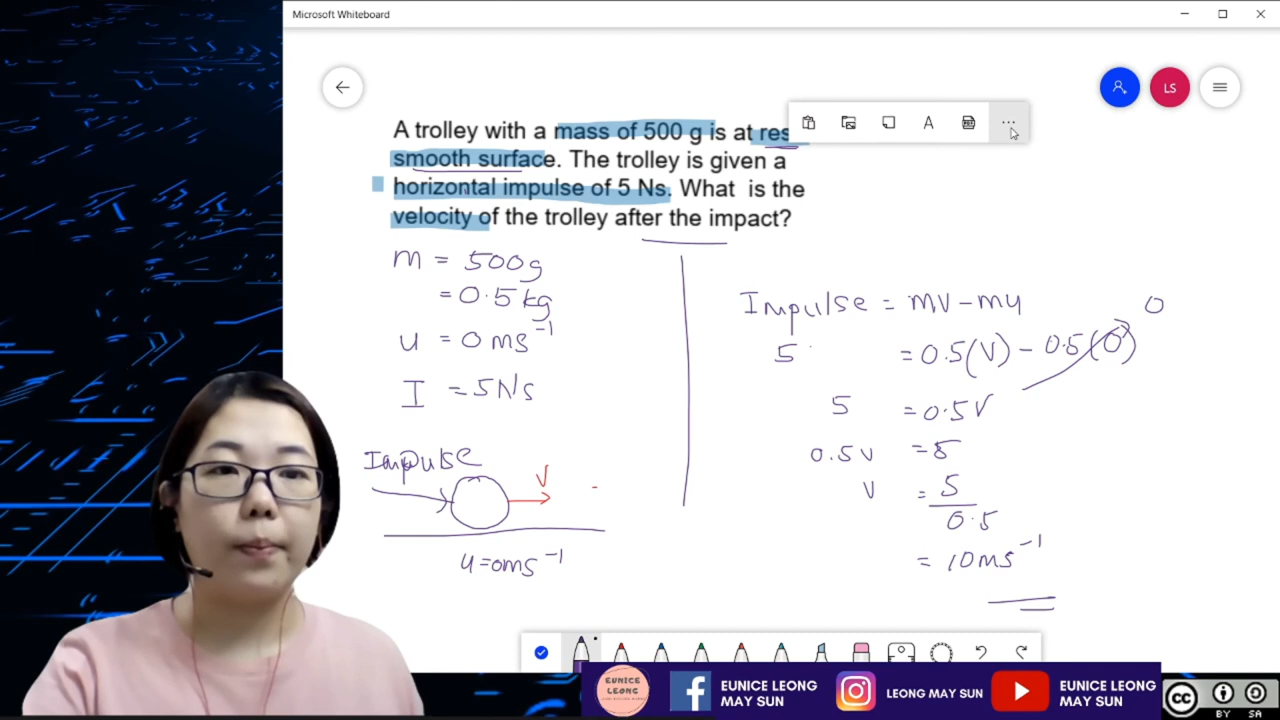 Microsoft Whiteboard
LS
A trolley with a mass of 500 g is at res
smooth surface. The trolley is given a
horizontal impulse of 5 Ns. What is the
velocity of the trolley after the impact?
m = 500g
= 0.5kg
u = 0 ms⁻¹
I = 5Ns
Impulse
V
u=0ms⁻¹
Impulse = mv - mu
0
5 = 0.5(V) - 0.5(0)
5 = 0.5V
0.5V = 5
V = 5
0.5
= 10ms⁻¹
EUNICE
LEONG
EUNICE LEONG
MAY SUN
LEONG MAY SUN
EUNICE LEONG
MAY SUN
CC
BY SA